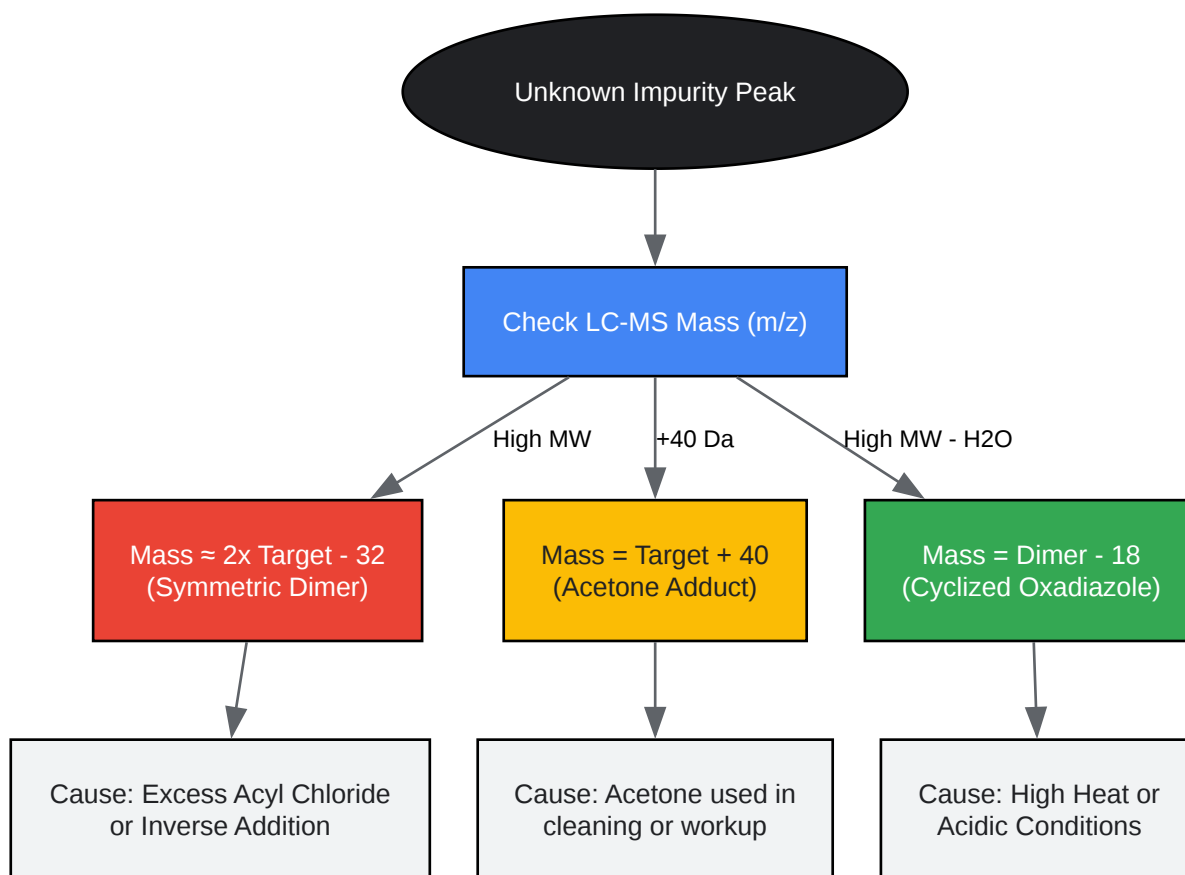 Unknown Impurity Peak
Check LC-MS Mass (m/z)
High MW
+40 Da
High MW - H2O
Mass ≈ 2x Target - 32
(Symmetric Dimer)
Mass = Target + 40
(Acetone Adduct)
Mass = Dimer - 18
(Cyclized Oxadiazole)
Cause: Excess Acyl Chloride
or Inverse Addition
Cause: Acetone used in
cleaning or workup
Cause: High Heat or
Acidic Conditions